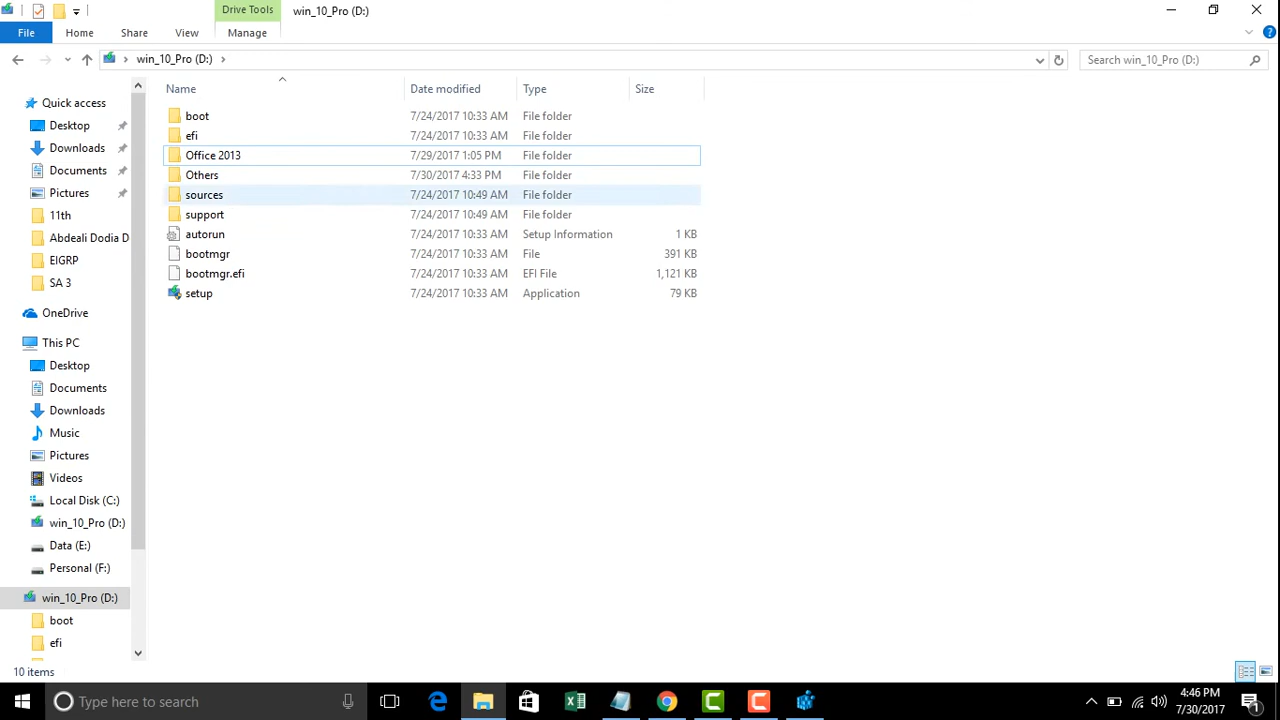 Drive Tools
win_10_Pro (D:)
File
Home
Share
View
Manage
win_10_Pro (D:)
Search win_10_Pro (D:)
Name
Date modified
Type
Size
boot 7/24/2017 10:33 AM File folder
efi 7/24/2017 10:33 AM File folder
Office 2013 7/29/2017 1:05 PM File folder
Others 7/30/2017 4:33 PM File folder
sources 7/24/2017 10:49 AM File folder
support 7/24/2017 10:49 AM File folder
autorun 7/24/2017 10:33 AM Setup Information 1 KB
bootmgr 7/24/2017 10:33 AM File 391 KB
bootmgr.efi 7/24/2017 10:33 AM EFI File 1,121 KB
setup 7/24/2017 10:33 AM Application 79 KB
Quick access
Desktop
Downloads
Documents
Pictures
11th
Abdeali Dodia D
EIGRP
SA 3
OneDrive
This PC
Desktop
Documents
Downloads
Music
Pictures
Videos
Local Disk (C:)
win_10_Pro (D:)
Data (E:)
Personal (F:)
win_10_Pro (D:)
boot
efi
10 items
Type here to search
4:46 PM
7/30/2017